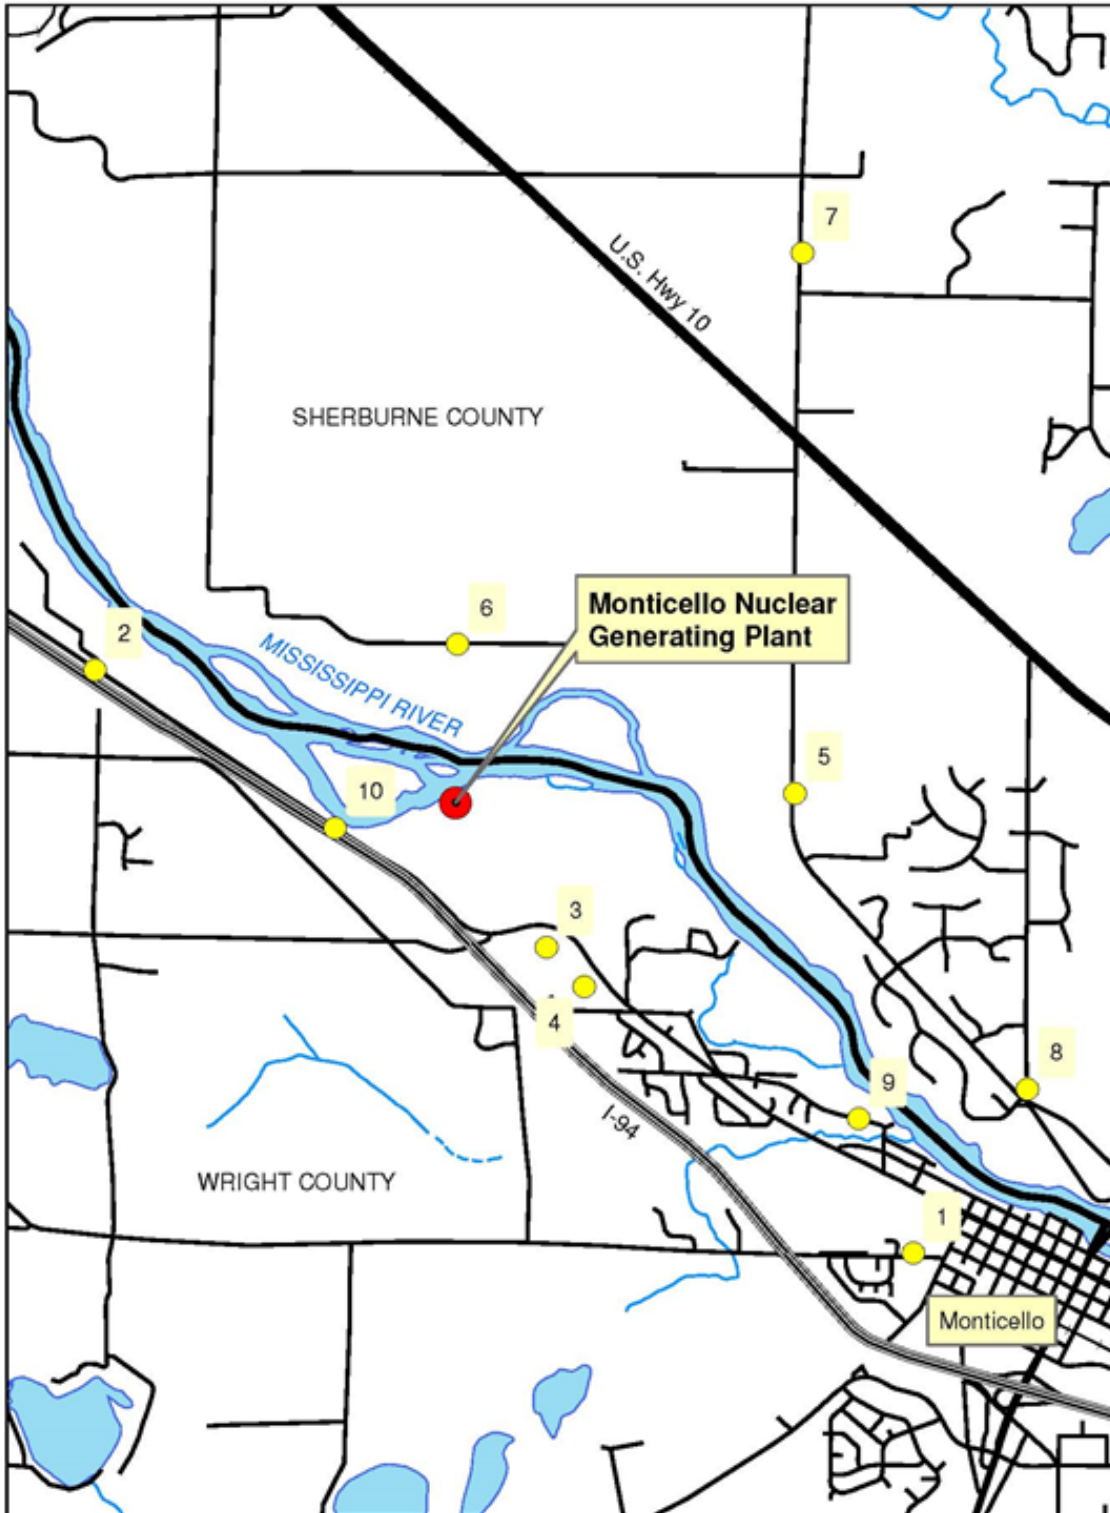 7
U.S. Hwy 10
SHERBURNE COUNTY
Monticello Nuclear
Generating Plant
6
2
MISSISSIPPI RIVER
5
10
3
4
8
9
I-94
WRIGHT COUNTY
1
Monticello